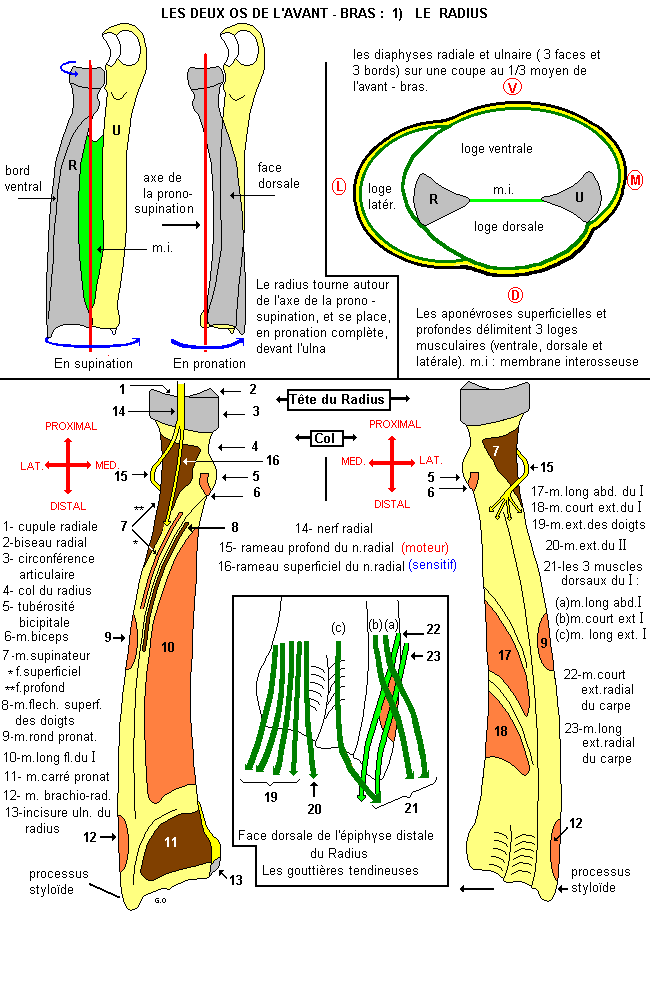 LES DEUX OS DE L'AVANT - BRAS : 1) LE RADIUS
U
R
bord
ventral
m.i.
En supination
axe de
la prono-
supination
face
dorsale
En pronation
Le radius tourne autour
de l'axe de la prono -
supination, et se place,
en pronation complète,
devant l'ulna
les diaphyses radiale et ulnaire ( 3 faces et
3 bords) sur une coupe au 1/3 moyen de
l'avant - bras.
V
loge ventrale
L
loge
latér.
R
m.i.
U
M
loge dorsale
D
Les aponévroses superficielles et
profondes délimitent 3 loges
musculaires (ventrale, dorsale et
latérale). m.i : membrane interosseuse
1
2
14
3
Tête du Radius
Col
PROXIMAL
LAT.
MED.
DISTAL
4
16
15
5
6
**
7
*
8
9
10
12
11
13
1- cupule radiale
2-biseau radial
3- circonférence
articulaire
4- col du radius
5- tubérosité
bicipitale
6-m.biceps
7-m.supinateur
* f.superficiel
**f.profond
8-m.flech. superf.
des doigts
9-m.rond pronat.
10-m.long fl.du I
11- m.carré pronat
12- m. brachio-rad.
13-incisure uln. du
radius
processus
styloïde
G.O
14- nerf radial
15- rameau profond du n.radial (moteur)
16-rameau superficiel du n.radial (sensitif)
(c)
(b)
(a)
22
23
19
20
21
Face dorsale de l'épiphyse distale
du Radius
Les gouttières tendineuses
PROXIMAL
MED.
LAT.
DISTAL
7
15
5
6
9
17
18
12
17-m.long abd. du I
18-m.court ext.du I
19-m.ext.des doigts
20-m.ext.du II
21-les 3 muscles
dorsaux du I :
(a)m.long abd.I
(b)m.court ext I
(c)m. long ext. I
22-m.court
ext.radial
du carpe
23-m.long
ext.radial
du carpe
processus
styloïde